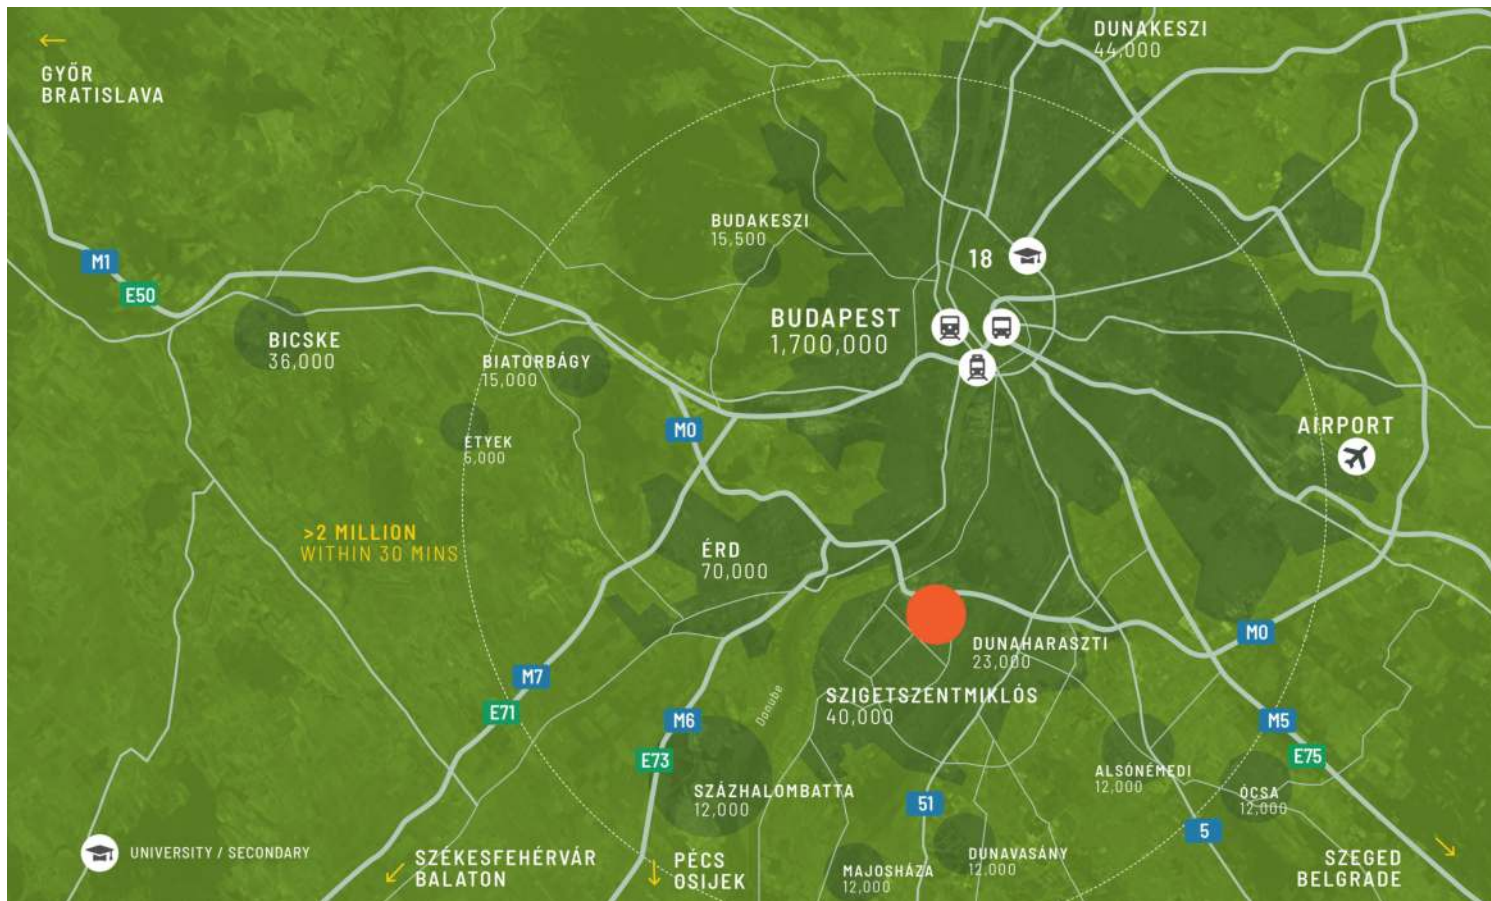 DUNAKESZI
44,000
GYŐR
BRATISLAVA
BUDAKESZI
15,500
18
M1
E50
BUDAPEST
1,700,000
BICSKE
36,000
BIATORBÁGY
15,000
M0
AIRPORT
ETYEK
6,000
>2 MILLION
WITHIN 30 MINS
ÉRD
70,000
M0
DUNAHARASZTI
23,000
M7
E71
SZIGETSZENTMIKLÓS
40,000
Danube
M6
E73
M5
E75
ALSÓNÉMEDI
12,000
ÓCSA
12,000
SZÁZHALOMBATTA
12,000
51
5
UNIVERSITY / SECONDARY
SZÉKESFEHÉRVÁR
BALATON
PÉCS
OSIJEK
MAJOSHÁZA
12,000
DUNAVASÁNY
12.000
SZEGED
BELGRADE